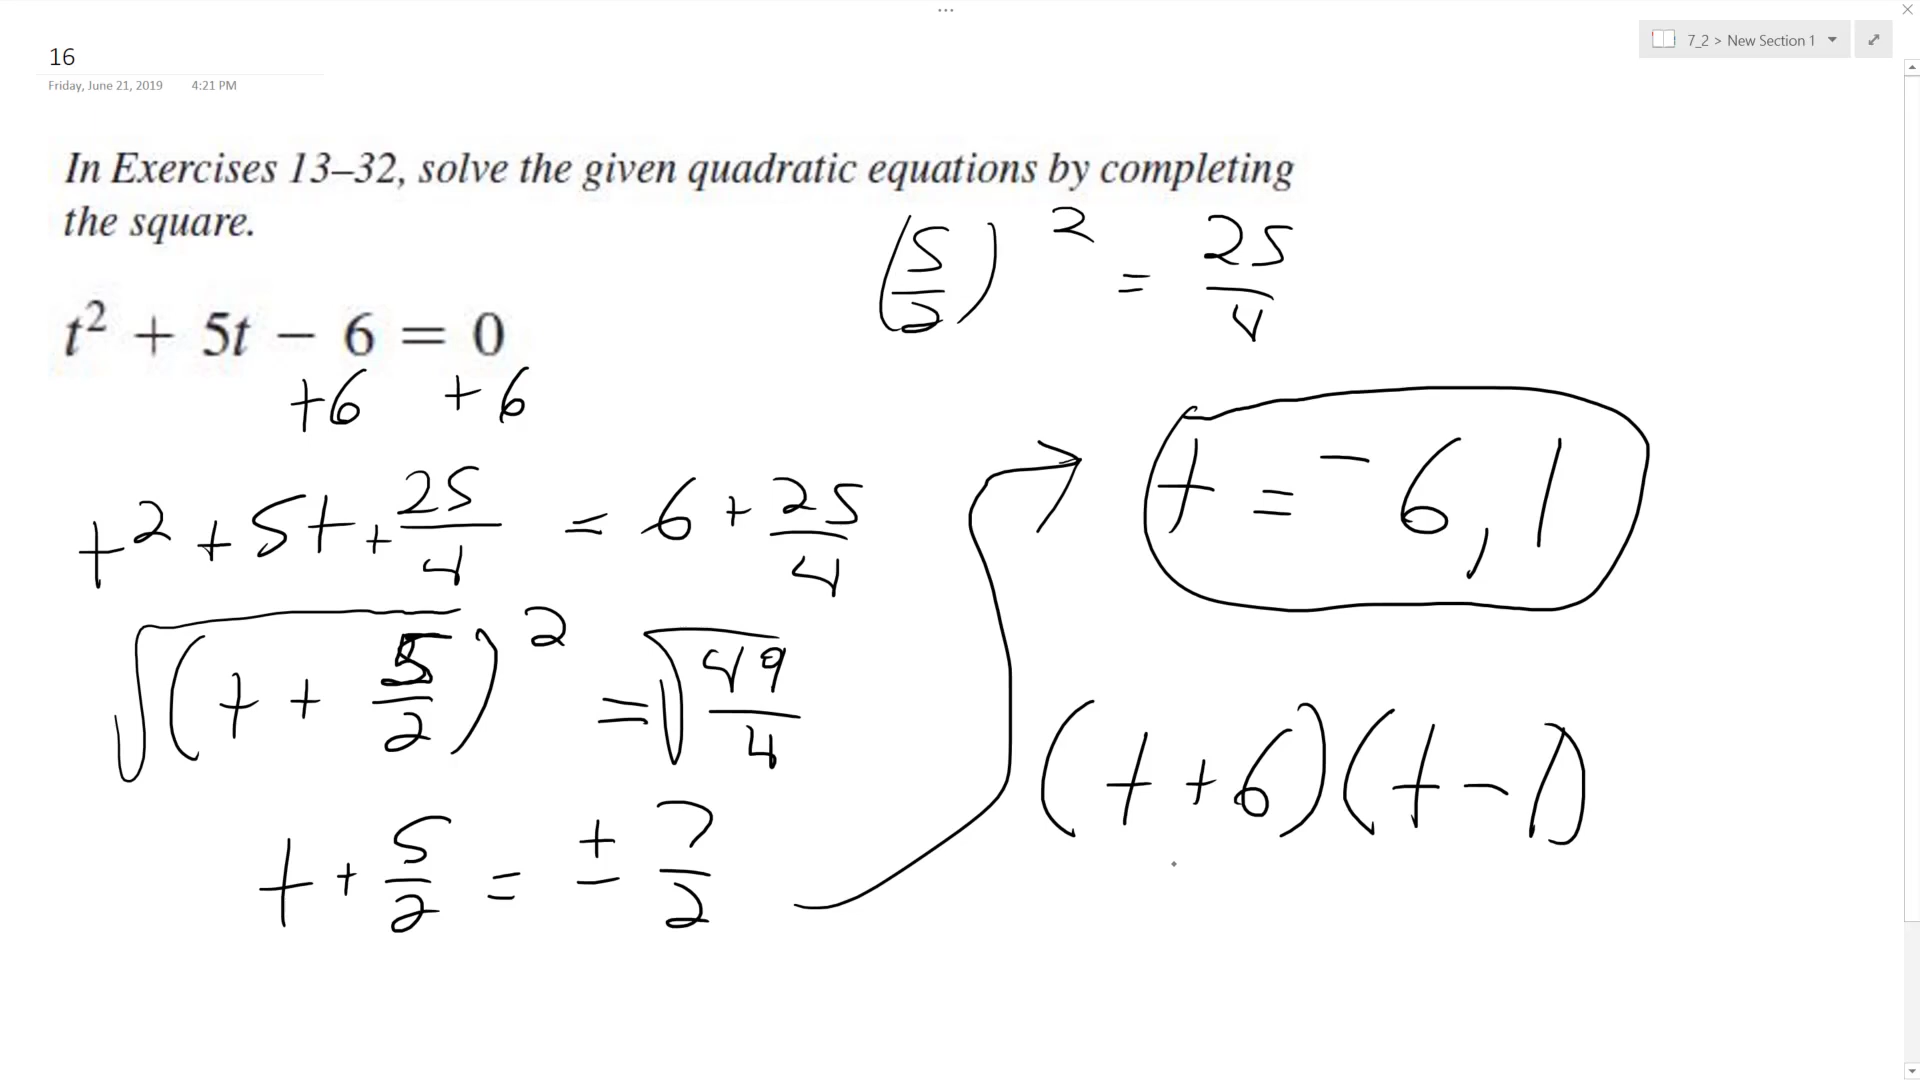 16
Friday, June 21, 2019 4:21 PM
7_2 > New Section 1
In Exercises 13–32, solve the given quadratic equations by completing
the square.
(5/2)² = 25/4
t² + 5t − 6 = 0
+6 +6
t² + 5t + 25/4 = 6 + 25/4
√(t + 5/2)² = √49/4
t + 5/2 = ± 7/2
t = ⁻6, 1
(t + 6)(t − 1)